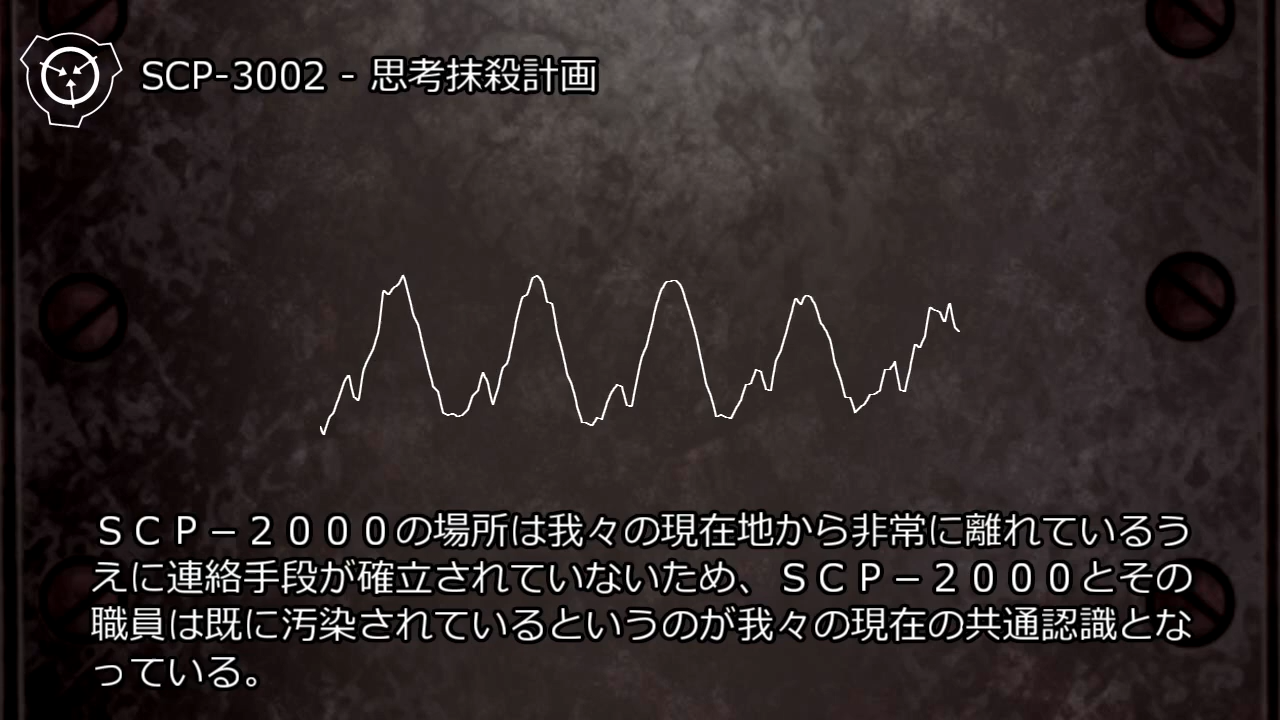 SCP-3002 - 思考抹殺計画
ＳＣＰ－２０００の場所は我々の現在地から非常に離れているう
えに連絡手段が確立されていないため、ＳＣＰ－２０００とその
職員は既に汚染されているというのが我々の現在の共通認識とな
っている。